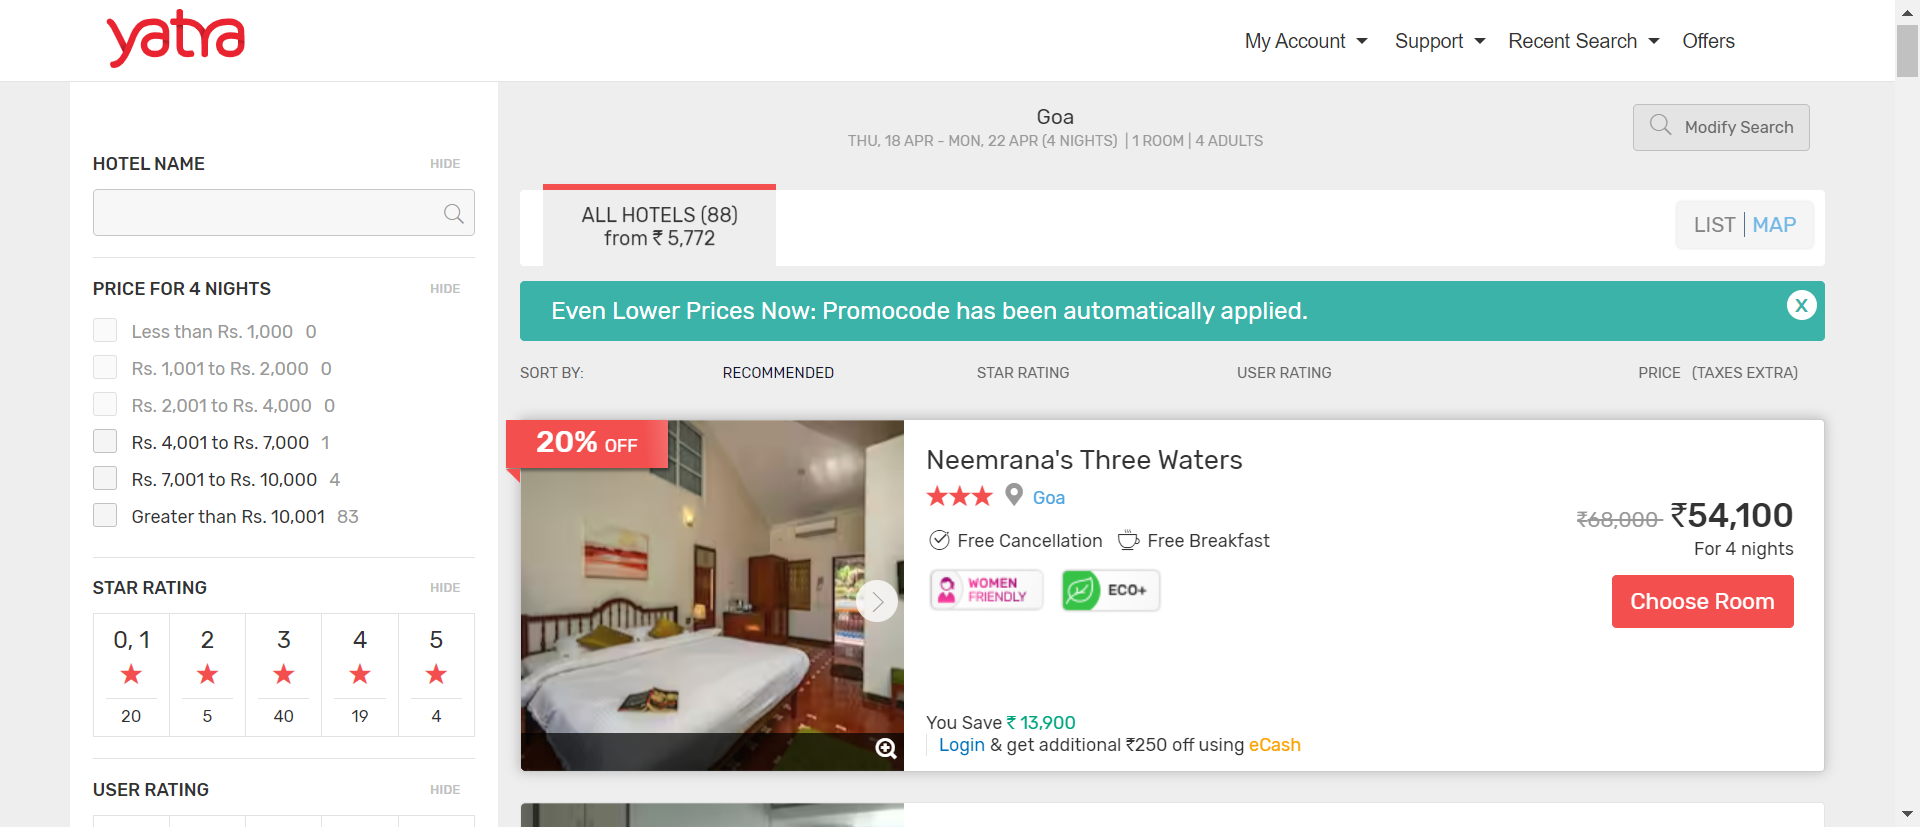 yatra
My Account
Support
Recent Search
Offers
HOTEL NAME HIDE
PRICE FOR 4 NIGHTS HIDE
Less than Rs. 1,000 0
Rs. 1,001 to Rs. 2,000 0
Rs. 2,001 to Rs. 4,000 0
Rs. 4,001 to Rs. 7,000 1
Rs. 7,001 to Rs. 10,000 4
Greater than Rs. 10,001 83
STAR RATING HIDE
0, 1 2 3 4 5
20 5 40 19 4
USER RATING HIDE
Goa
THU, 18 APR - MON, 22 APR (4 NIGHTS) | 1 ROOM | 4 ADULTS
Modify Search
ALL HOTELS (88)
from ₹ 5,772
LIST | MAP
Even Lower Prices Now: Promocode has been automatically applied.
X
SORT BY: RECOMMENDED STAR RATING USER RATING PRICE (TAXES EXTRA)
20% OFF
Neemrana's Three Waters
Goa
Free Cancellation Free Breakfast
WOMEN
FRIENDLY
ECO+
₹68,000 ₹54,100
For 4 nights
Choose Room
You Save ₹ 13,900
Login & get additional ₹250 off using eCash